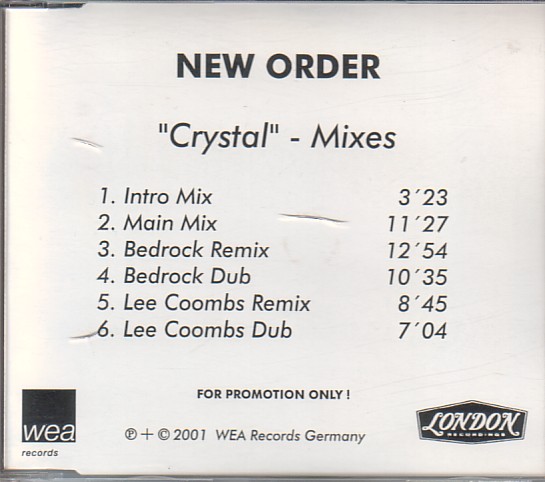 NEW ORDER
"Crystal" - Mixes
1. Intro Mix 3´23
2. Main Mix 11´27
3. Bedrock Remix 12´54
4. Bedrock Dub 10´35
5. Lee Coombs Remix 8´45
6. Lee Coombs Dub 7´04
FOR PROMOTION ONLY !
wea
records
℗ + © 2001 WEA Records Germany
LONDON
RECORDINGS